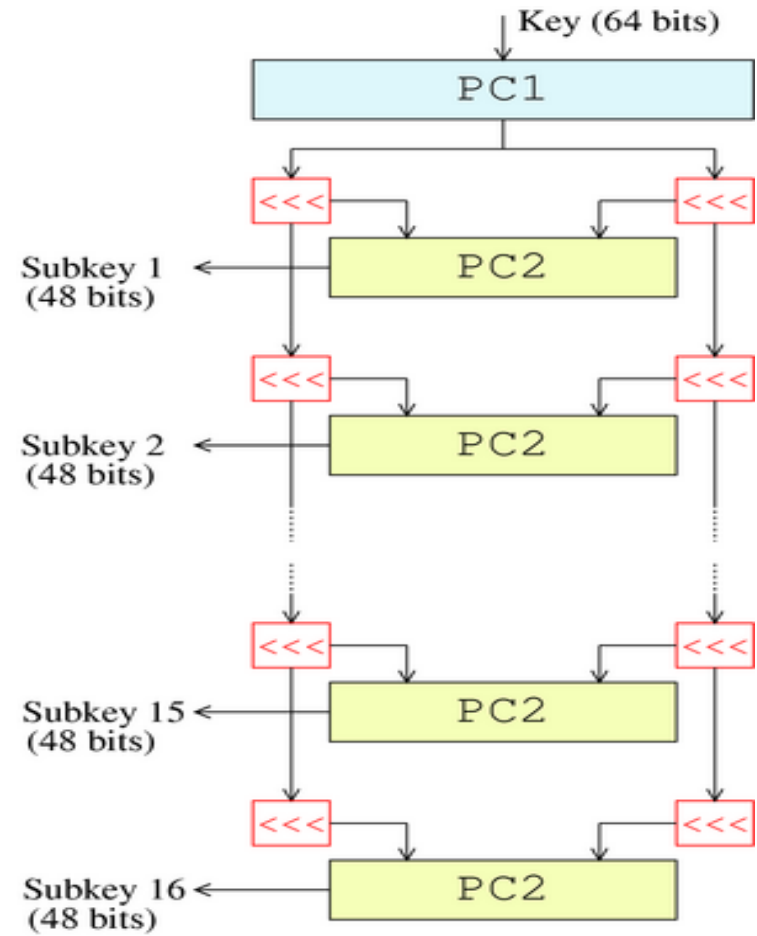 Key (64 bits)
PC1
<<< <<<
PC2
Subkey 1
(48 bits)
<<< <<<
PC2
Subkey 2
(48 bits)
<<< <<<
PC2
Subkey 15
(48 bits)
<<< <<<
PC2
Subkey 16
(48 bits)